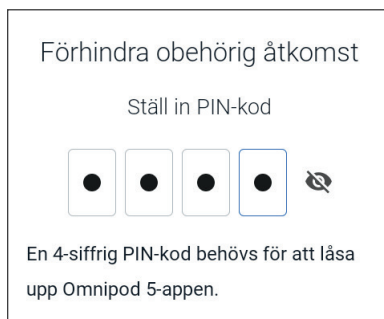 Förhindra obehörig åtkomst
Ställ in PIN-kod
En 4-siffrig PIN-kod behövs för att låsa
upp Omnipod 5-appen.